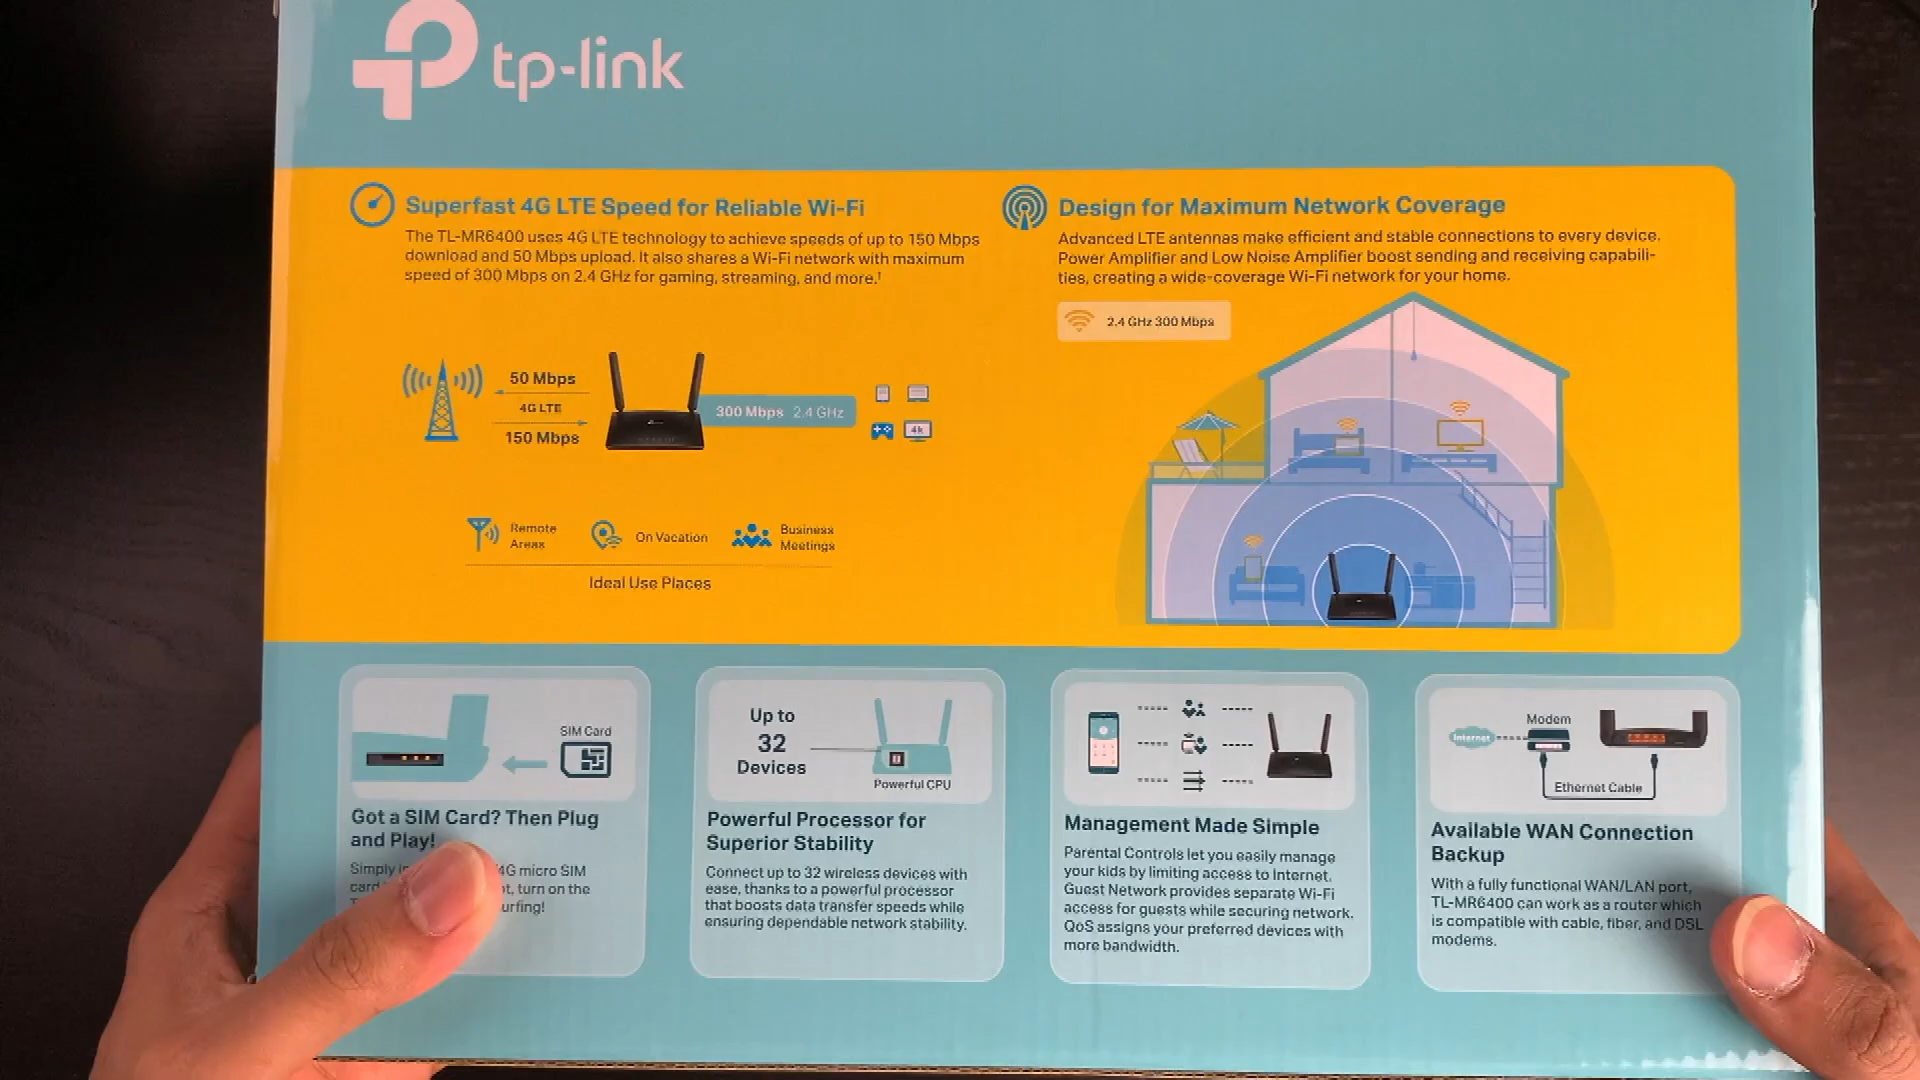 tp-link
Superfast 4G LTE Speed for Reliable Wi-Fi
The TL-MR6400 uses 4G LTE technology to achieve speeds of up to 150 Mbps
download and 50 Mbps upload. It also shares a Wi-Fi network with maximum
speed of 300 Mbps on 2.4 GHz for gaming, streaming, and more.¹
50 Mbps
4G LTE
150 Mbps
300 Mbps 2.4 GHz
4k
Remote
Areas
On Vacation
Business
Meetings
Ideal Use Places
Design for Maximum Network Coverage
Advanced LTE antennas make efficient and stable connections to every device.
Power Amplifier and Low Noise Amplifier boost sending and receiving capabili-
ties, creating a wide-coverage Wi-Fi network for your home.
2.4 GHz 300 Mbps
SIM Card
Got a SIM Card? Then Plug
and Play!
Simply 4G micro SIM
card turn on the
Up to
32
Devices
Powerful CPU
Powerful Processor for
Superior Stability
Connect up to 32 wireless devices with
ease, thanks to a powerful processor
that boosts data transfer speeds while
ensuring dependable network stability.
Management Made Simple
Parental Controls let you easily manage
your kids by limiting access to Internet.
Guest Network provides separate Wi-Fi
access for guests while securing network.
QoS assigns your preferred devices with
more bandwidth.
Internet
Modem
Ethernet Cable
Available WAN Connection
Backup
With a fully functional WAN/LAN port,
TL-MR6400 can work as a router which
is compatible with cable, fiber, and DSL
modems.